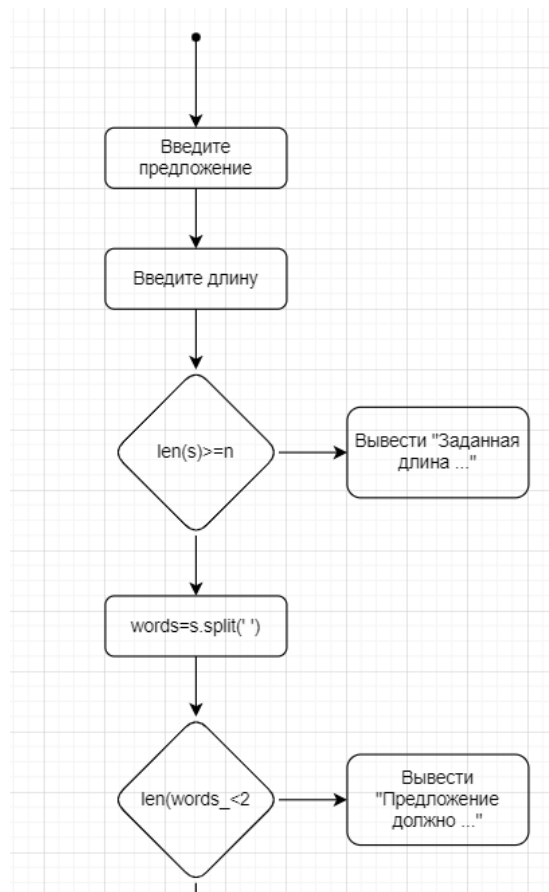 Введите
предложение
Введите длину
len(s)>=n
Вывести "Заданная
длина ..."
words=s.split(' ')
len(words_<2
Вывести
"Предложение
должно ..."